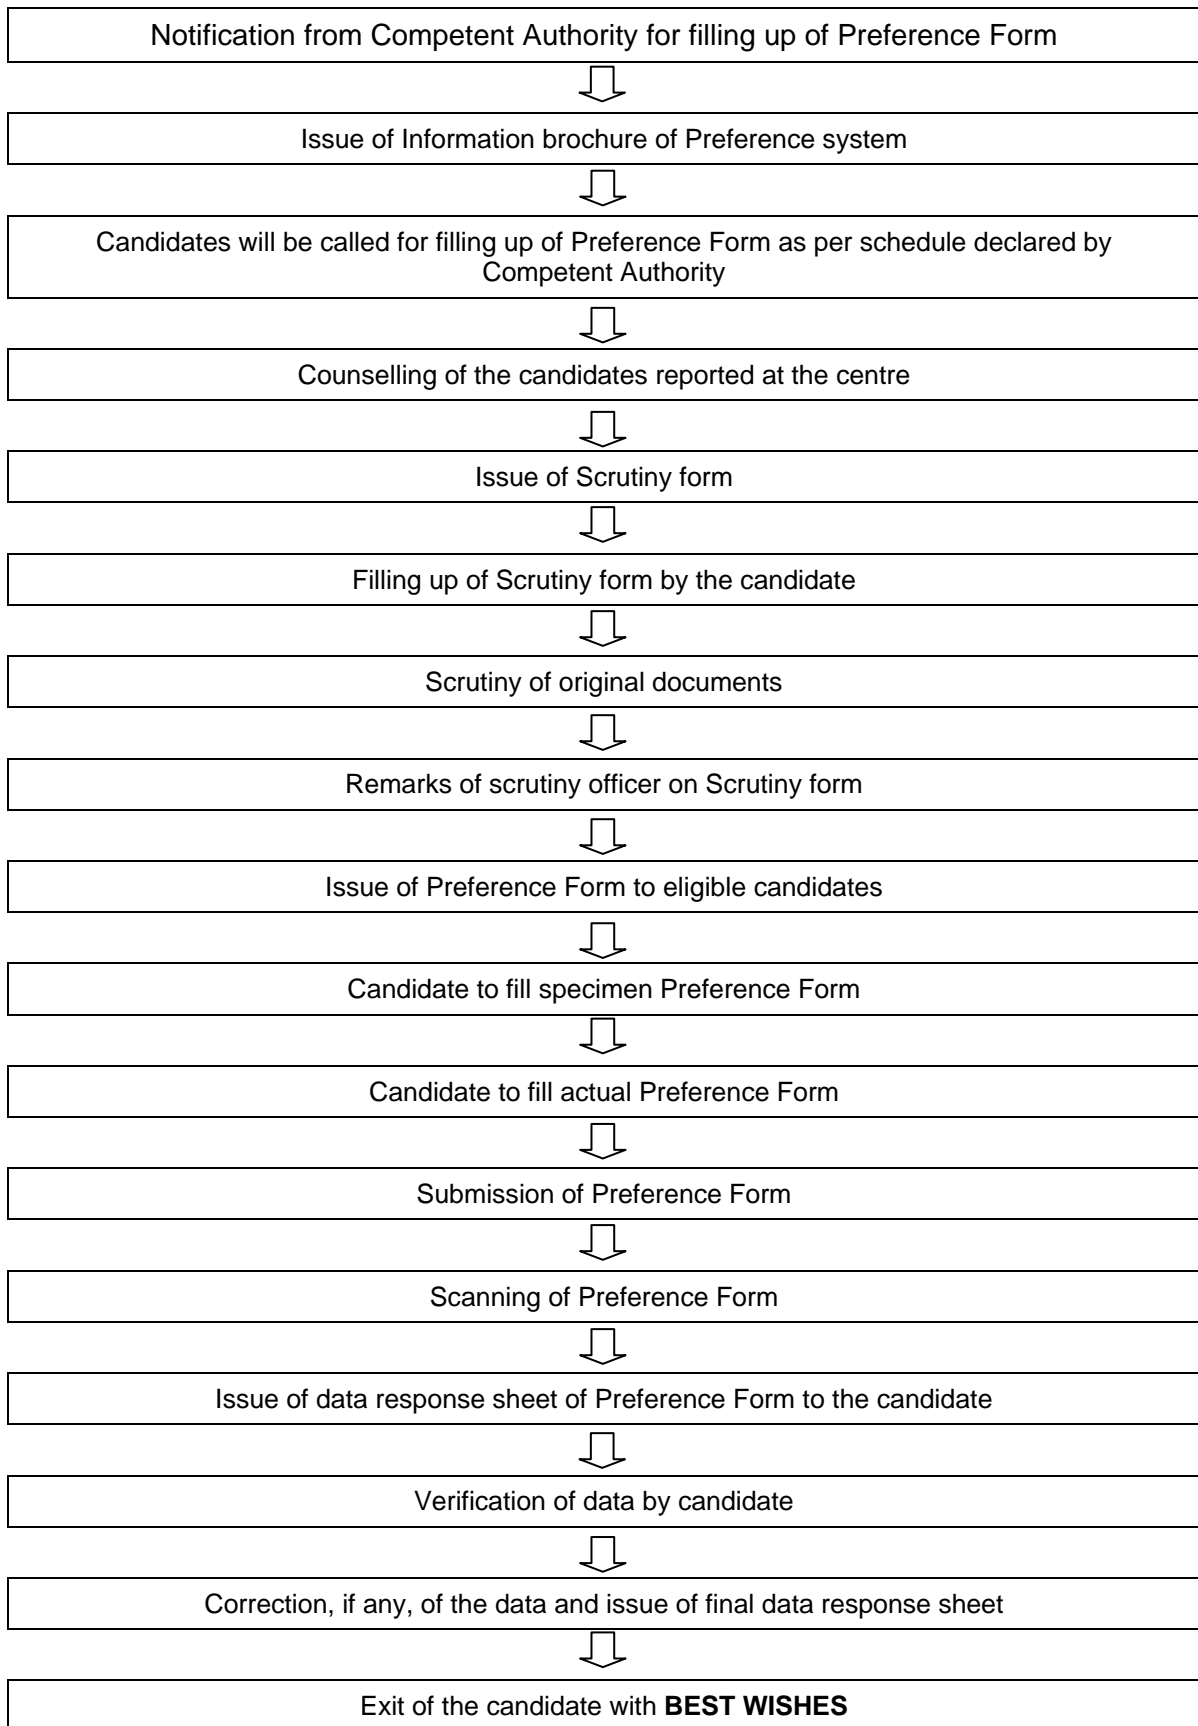 Notification from Competent Authority for filling up of Preference Form
Issue of Information brochure of Preference system
Candidates will be called for filling up of Preference Form as per schedule declared by
Competent Authority
Counselling of the candidates reported at the centre
Issue of Scrutiny form
Filling up of Scrutiny form by the candidate
Scrutiny of original documents
Remarks of scrutiny officer on Scrutiny form
Issue of Preference Form to eligible candidates
Candidate to fill specimen Preference Form
Candidate to fill actual Preference Form
Submission of Preference Form
Scanning of Preference Form
Issue of data response sheet of Preference Form to the candidate
Verification of data by candidate
Correction, if any, of the data and issue of final data response sheet
Exit of the candidate with BEST WISHES